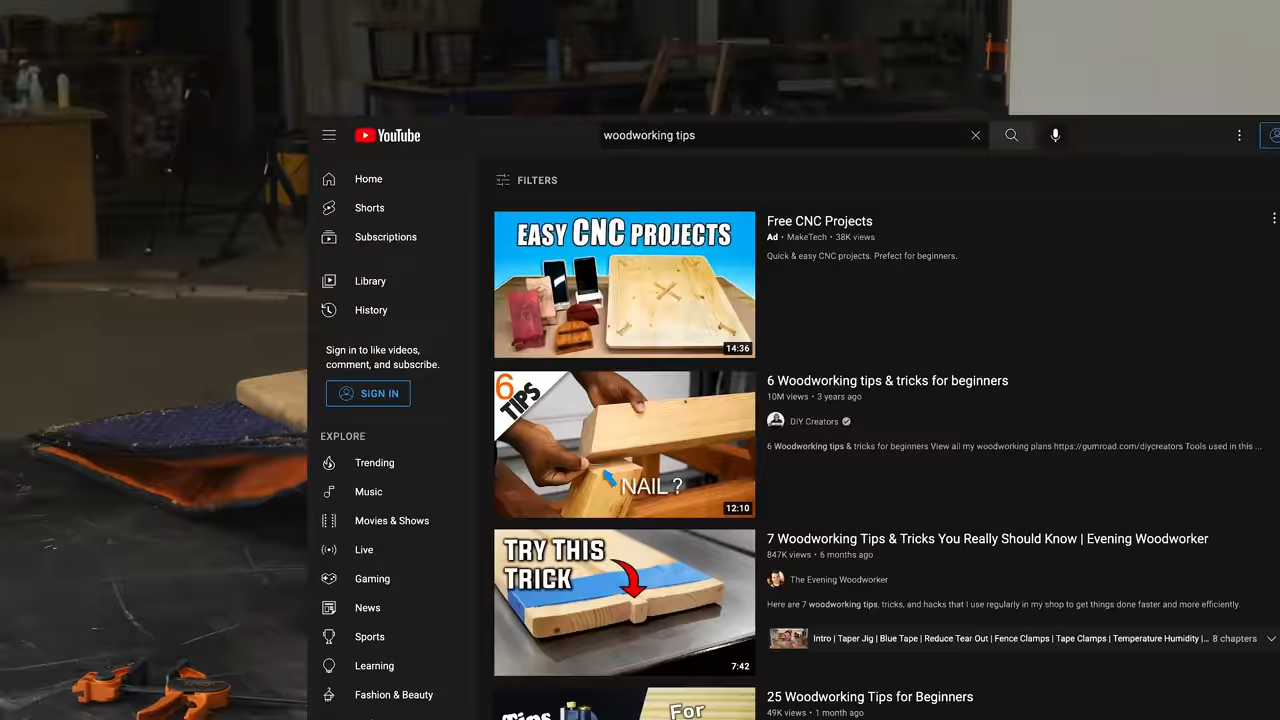 YouTube
woodworking tips
Home
Shorts
Subscriptions
Library
History
Sign in to like videos,
comment, and subscribe.
SIGN IN
EXPLORE
Trending
Music
Movies & Shows
Live
Gaming
News
Sports
Learning
Fashion & Beauty
FILTERS
EASY CNC PROJECTS
14:36
Free CNC Projects
Ad • MakeTech • 38K views
Quick & easy CNC projects. Prefect for beginners.
6
TIPS
NAIL ?
12:10
6 Woodworking tips & tricks for beginners
10M views • 3 years ago
DIY Creators
6 Woodworking tips & tricks for beginners View all my woodworking plans https://gumroad.com/diycreators Tools used in this ...
TRY THIS
TRICK
7:42
7 Woodworking Tips & Tricks You Really Should Know | Evening Woodworker
847K views • 6 months ago
The Evening Woodworker
Here are 7 woodworking tips, tricks, and hacks that I use regularly in my shop to get things done faster and more efficiently.
Intro | Taper Jig | Blue Tape | Reduce Tear Out | Fence Clamps | Tape Clamps | Temperature Humidity |...
8 chapters
Tips
For
25 Woodworking Tips for Beginners
49K views • 1 month ago